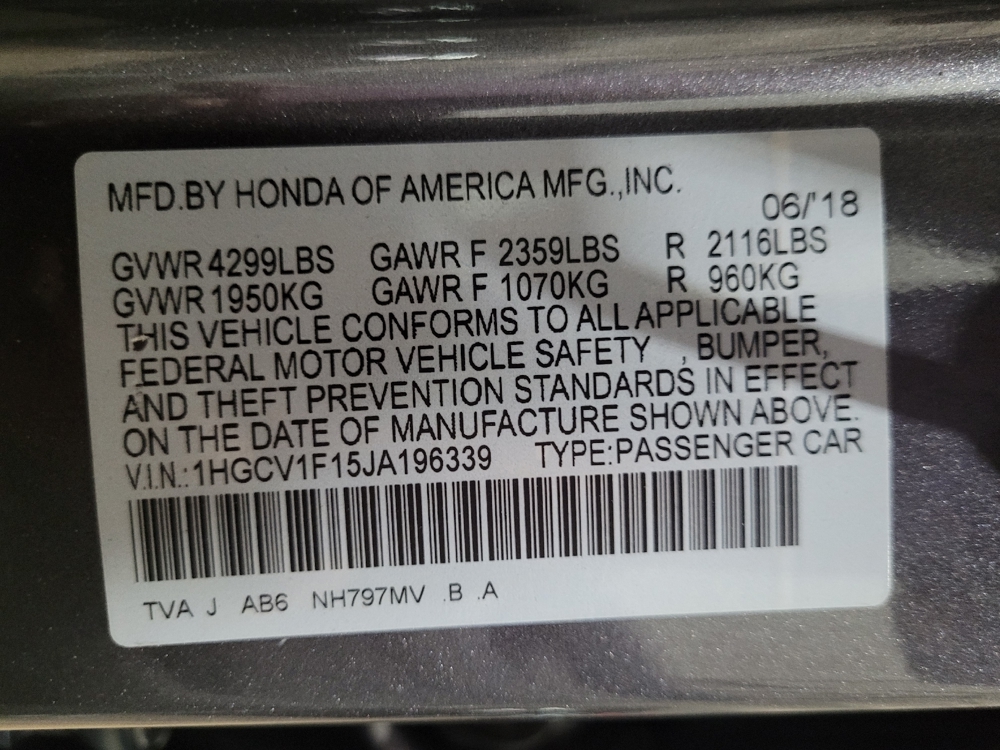 MFD.BY HONDA OF AMERICA MFG.,INC.
06/'18
GVWR 4299LBS GAWR F 2359LBS R 2116LBS
GVWR 1950KG GAWR F 1070KG R 960KG
THIS VEHICLE CONFORMS TO ALL APPLICABLE
FEDERAL MOTOR VEHICLE SAFETY , BUMPER,
AND THEFT PREVENTION STANDARDS IN EFFECT
ON THE DATE OF MANUFACTURE SHOWN ABOVE.
V.I.N.:1HGCV1F15JA196339 TYPE:PASSENGER CAR
TVA J AB6 NH797MV .B .A